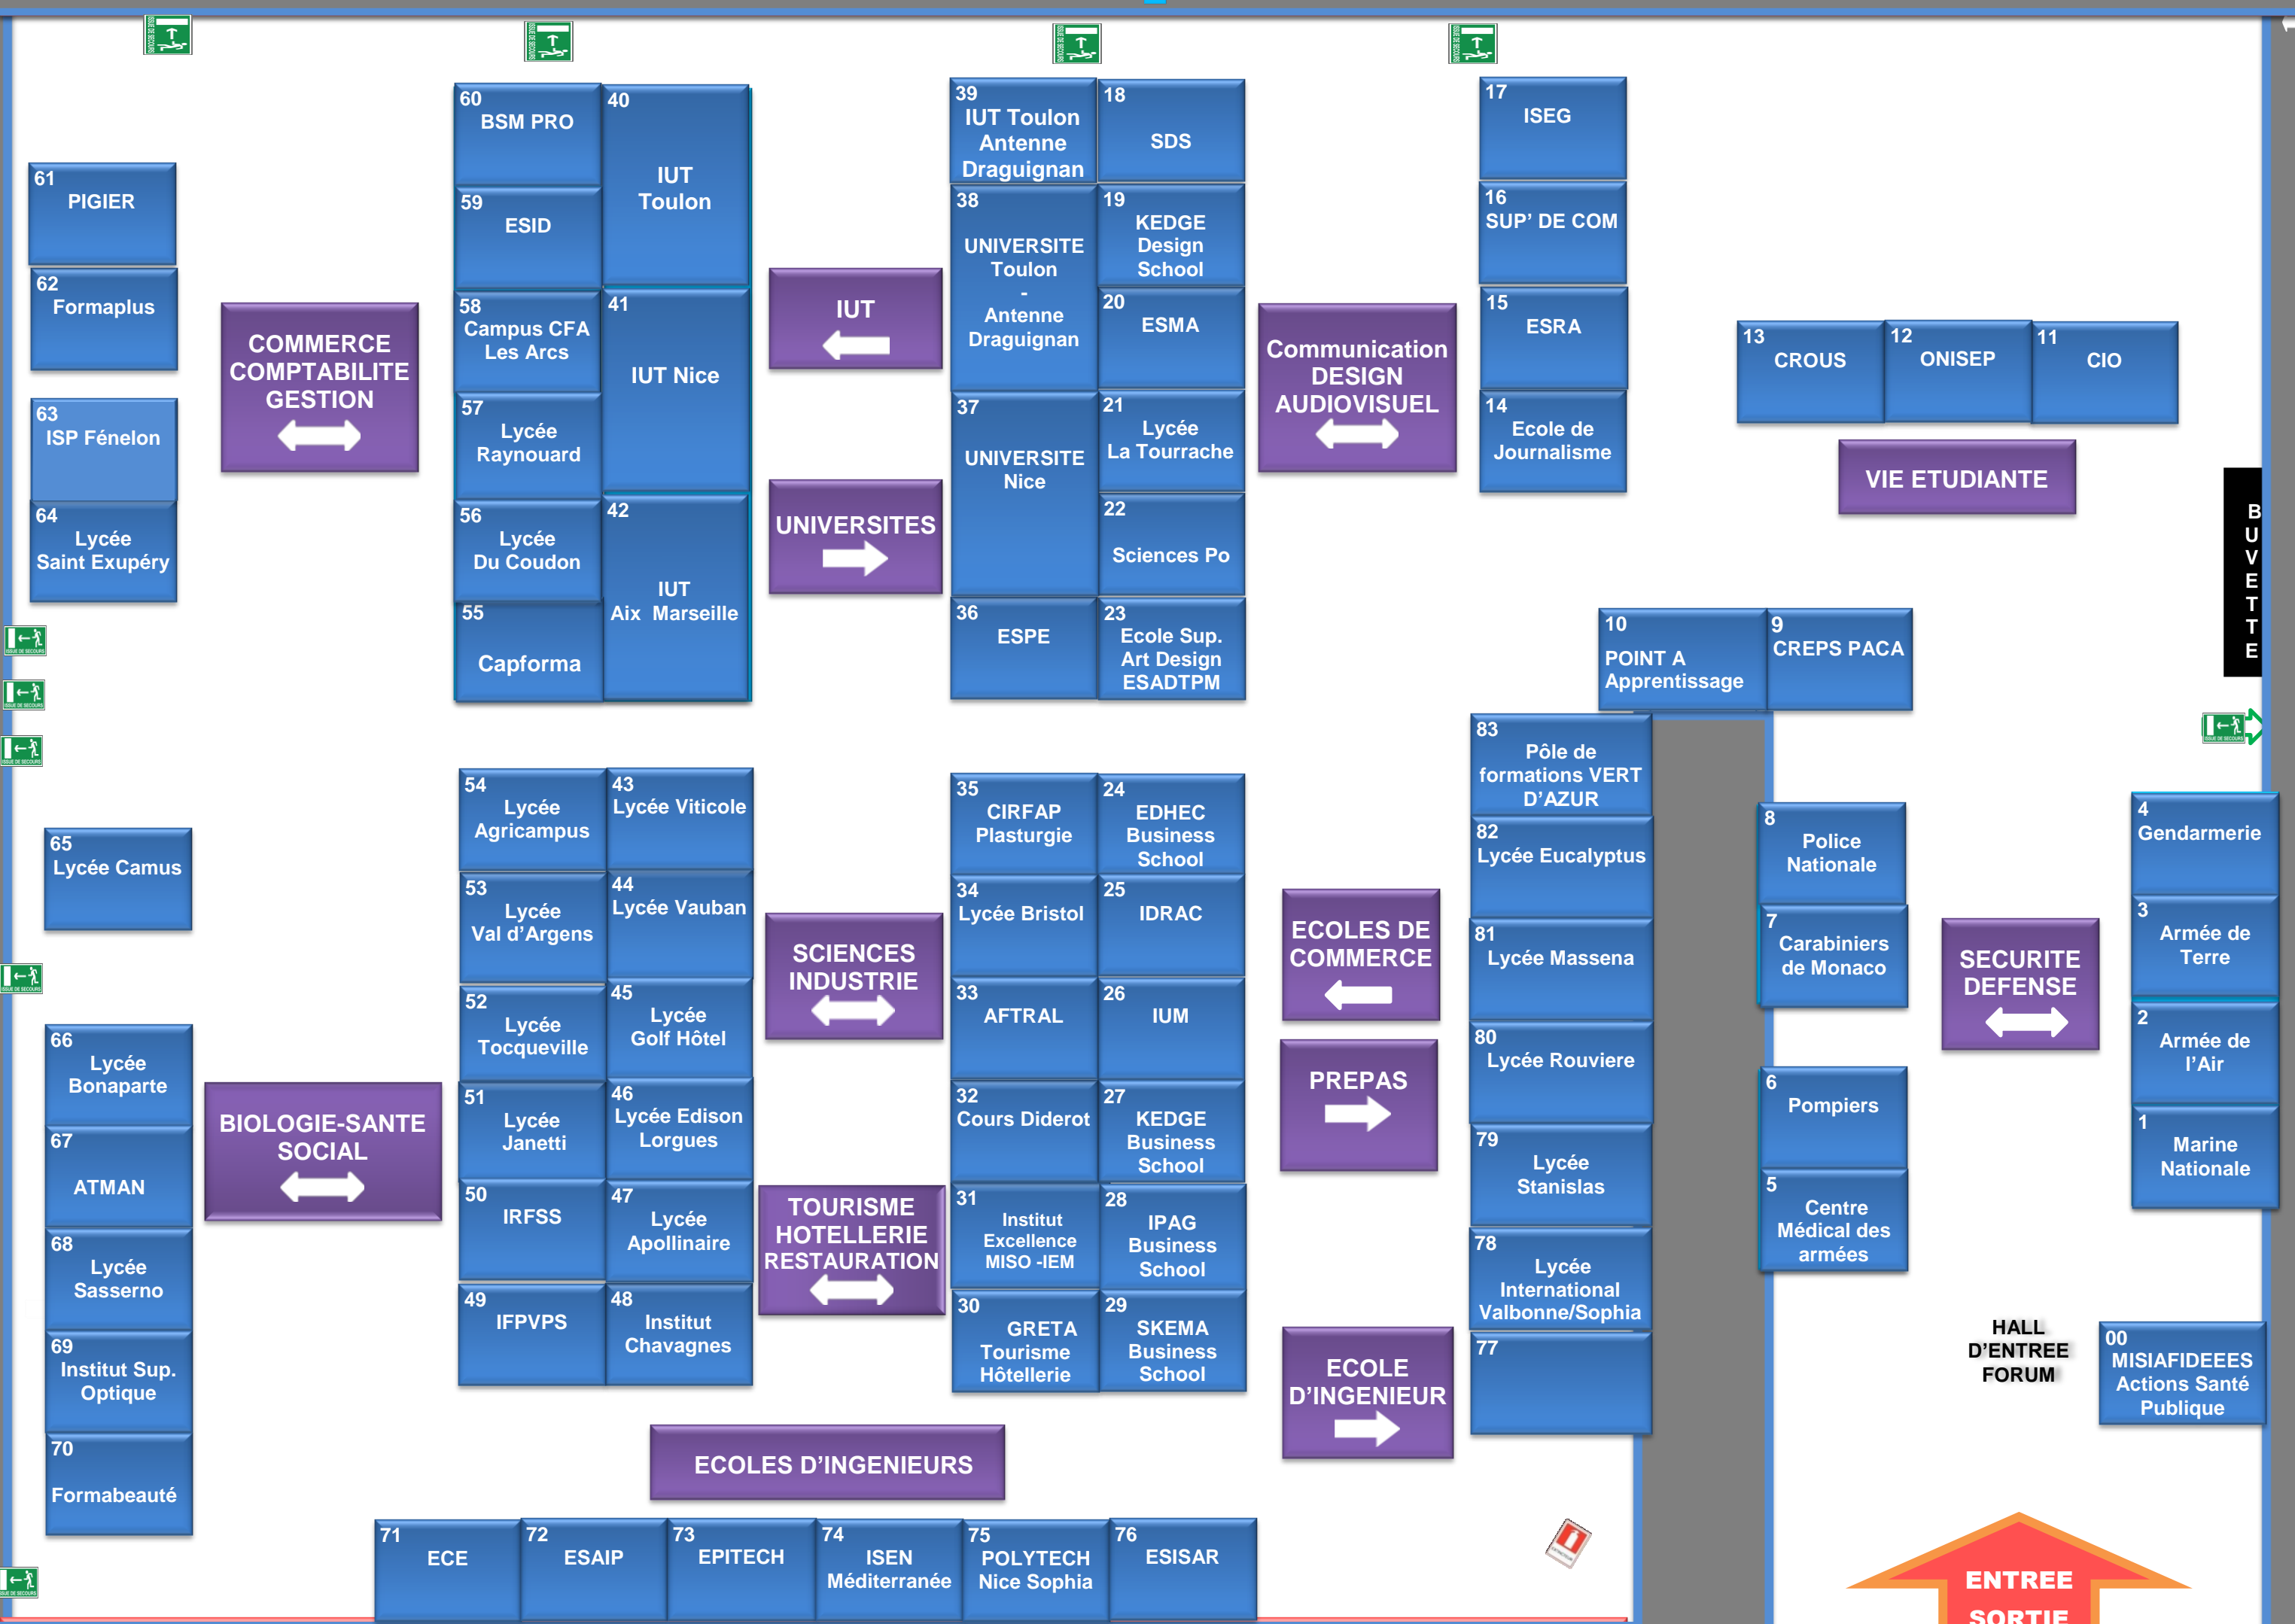 60
BSM PRO
40
IUT
Toulon
39
IUT Toulon
Antenne
Draguignan
18
SDS
17
ISEG
61
PIGIER
59
ESID
38
UNIVERSITE
Toulon
-
Antenne
Draguignan
19
KEDGE
Design
School
16
SUP’ DE COM
62
Formaplus
COMMERCE
COMPTABILITE
GESTION
58
Campus CFA
Les Arcs
41
IUT Nice
IUT
20
ESMA
Communication
DESIGN
AUDIOVISUEL
15
ESRA
13
CROUS
12
ONISEP
11
CIO
63
ISP Fénelon
57
Lycée
Raynouard
37
UNIVERSITE
Nice
21
Lycée
La Tourrache
14
Ecole de
Journalisme
VIE ETUDIANTE
64
Lycée
Saint Exupéry
56
Lycée
Du Coudon
42
IUT
Aix  Marseille
UNIVERSITES
22
Sciences Po
B
U
V
E
T
T
E
55
Capforma
36
ESPE
23
Ecole Sup.
Art Design
ESADTPM
10
POINT A
Apprentissage
9
CREPS PACA
83
Pôle de
formations VERT
D’AZUR
54
Lycée
Agricampus
43
Lycée Viticole
35
CIRFAP
Plasturgie
24
EDHEC
Business
School
82
Lycée Eucalyptus
8
Police
Nationale
4
Gendarmerie
65
Lycée Camus
53
Lycée
Val d’Argens
44
Lycée Vauban
SCIENCES
INDUSTRIE
34
Lycée Bristol
25
IDRAC
ECOLES DE
COMMERCE
81
Lycée Massena
7
Carabiniers
de Monaco
SECURITE
DEFENSE
3
Armée de
Terre
52
Lycée
Tocqueville
45
Lycée
Golf Hôtel
33
AFTRAL
26
IUM
80
Lycée Rouviere
2
Armée de
l’Air
66
Lycée
Bonaparte
BIOLOGIE-SANTE
SOCIAL
51
Lycée
Janetti
46
Lycée Edison
Lorgues
32
Cours Diderot
27
KEDGE
Business
School
PREPAS
79
Lycée
Stanislas
6
Pompiers
1
Marine
Nationale
67
ATMAN
50
IRFSS
47
Lycée
Apollinaire
TOURISME
HOTELLERIE
RESTAURATION
31
Institut
Excellence
MISO -IEM
28
IPAG
Business
School
78
Lycée
International
Valbonne/Sophia
5
Centre
Médical des
armées
68
Lycée
Sasserno
49
IFPVPS
48
Institut
Chavagnes
30
GRETA
Tourisme
Hôtellerie
29
SKEMA
Business
School
ECOLE
D’INGENIEUR
77
HALL
D’ENTREE
FORUM
00
MISIAFIDEEES
Actions Santé
Publique
69
Institut Sup.
Optique
70
Formabeauté
ECOLES D’INGENIEURS
71
ECE
72
ESAIP
73
EPITECH
74
ISEN
Méditerranée
75
POLYTECH
Nice Sophia
76
ESISAR
ENTREE
SORTIE